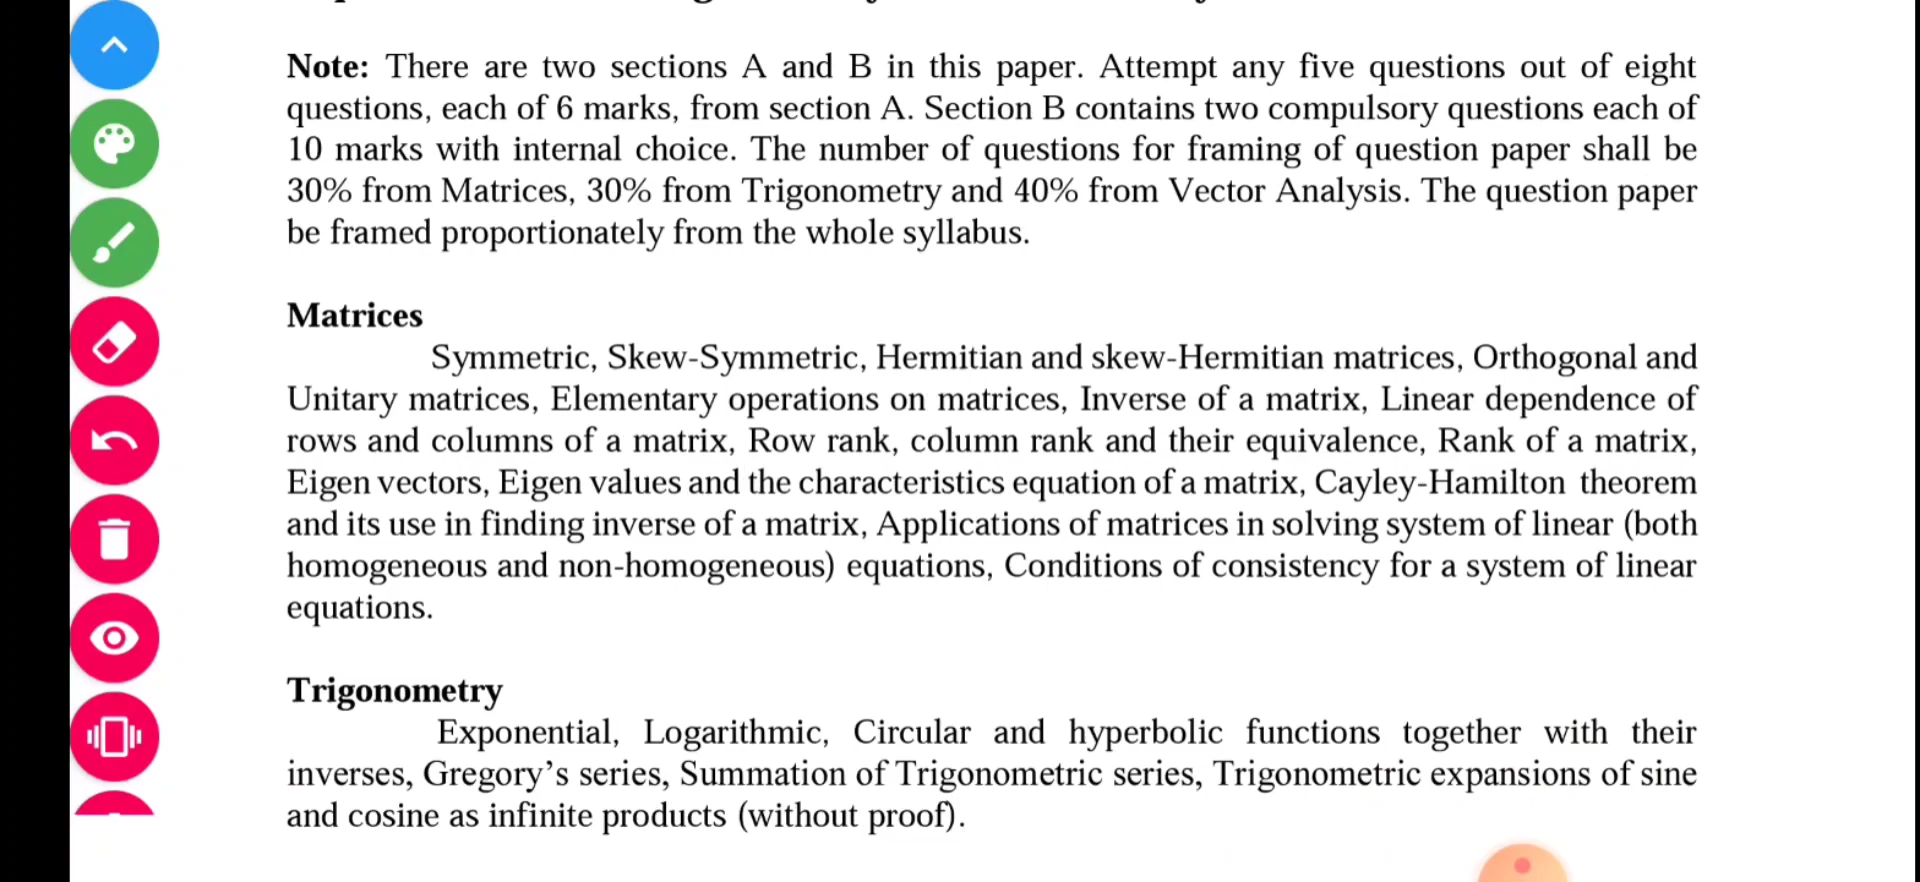 Note: There are two sections A and B in this paper. Attempt any five questions out of eight
questions, each of 6 marks, from section A. Section B contains two compulsory questions each of
10 marks with internal choice. The number of questions for framing of question paper shall be
30% from Matrices, 30% from Trigonometry and 40% from Vector Analysis. The question paper
be framed proportionately from the whole syllabus.
Matrices
Symmetric, Skew-Symmetric, Hermitian and skew-Hermitian matrices, Orthogonal and
Unitary matrices, Elementary operations on matrices, Inverse of a matrix, Linear dependence of
rows and columns of a matrix, Row rank, column rank and their equivalence, Rank of a matrix,
Eigen vectors, Eigen values and the characteristics equation of a matrix, Cayley-Hamilton theorem
and its use in finding inverse of a matrix, Applications of matrices in solving system of linear (both
homogeneous and non-homogeneous) equations, Conditions of consistency for a system of linear
equations.
Trigonometry
Exponential, Logarithmic, Circular and hyperbolic functions together with their
inverses, Gregory’s series, Summation of Trigonometric series, Trigonometric expansions of sine
and cosine as infinite products (without proof).